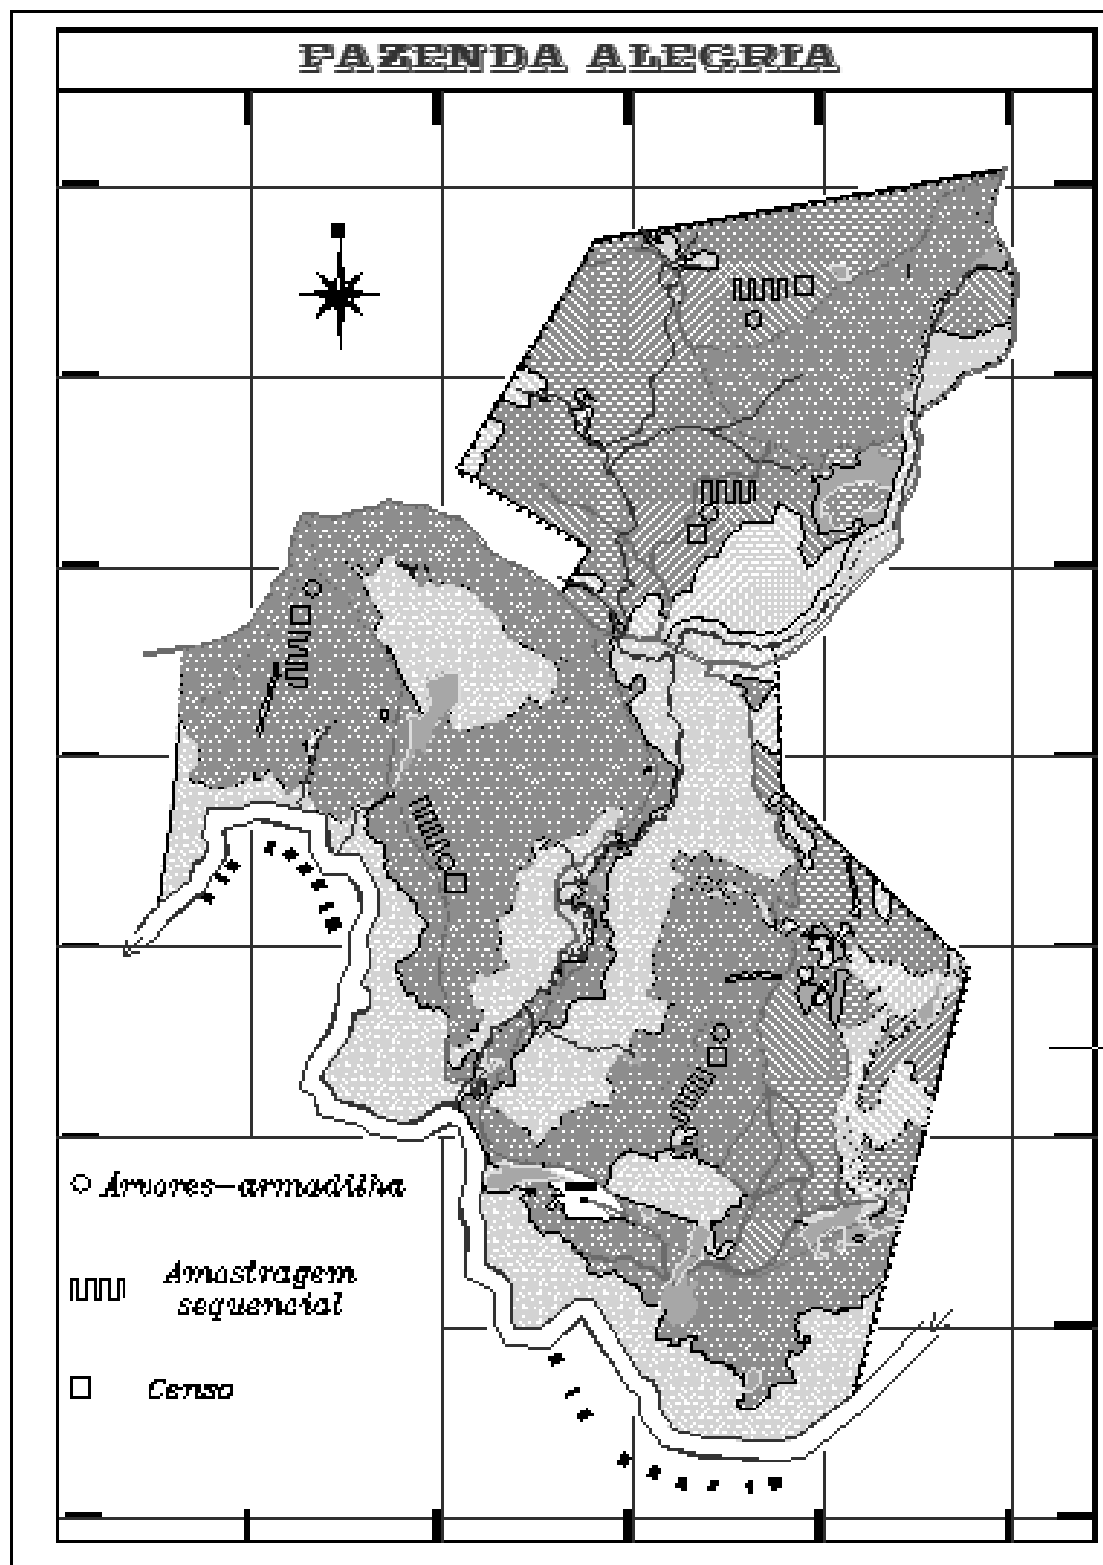 FAZENDA ALEGRIA
Árvores-armadilha
Amostragem
sequencial
Censo